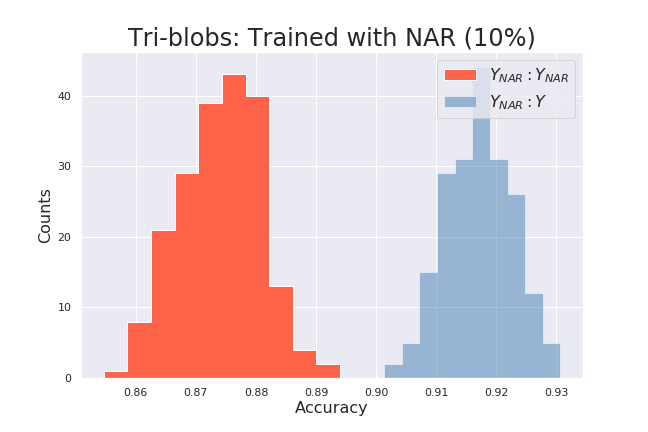 Tri-blobs: Trained with NAR (10%)
Y_NAR : Y_NAR
Y_NAR : Y
Counts
40
30
20
10
0
0.86 0.87 0.88 0.89 0.90 0.91 0.92 0.93
Accuracy